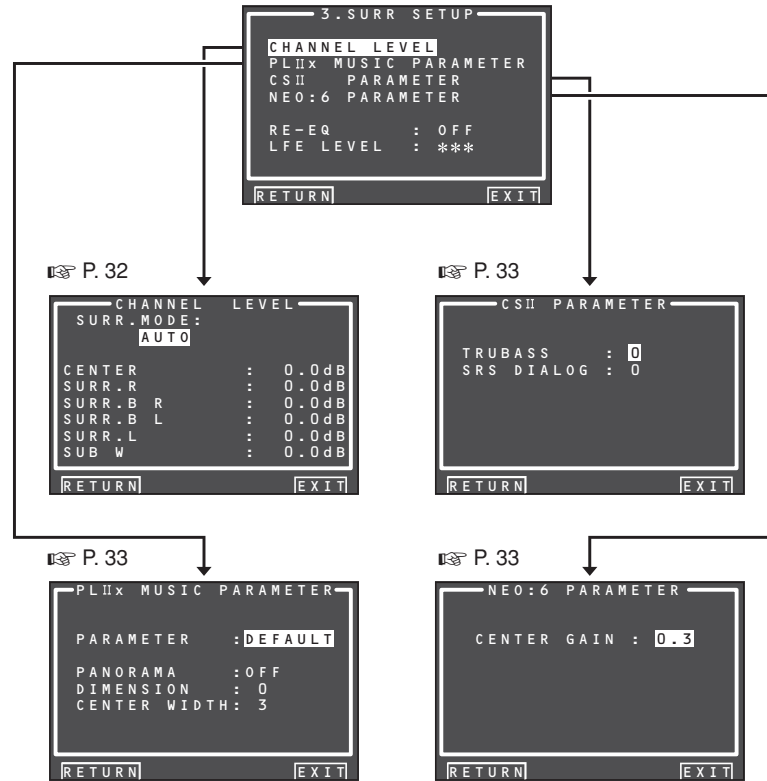 3.SURR SETUP
CHANNEL LEVEL
PLIIx MUSIC PARAMETER
CSII PARAMETER
NEO:6 PARAMETER
RE-EQ : OFF
LFE LEVEL : ***
RETURN EXIT
☞ P. 32
CHANNEL LEVEL
SURR.MODE:
AUTO
CENTER : 0.0dB
SURR.R : 0.0dB
SURR.B R : 0.0dB
SURR.B L : 0.0dB
SURR.L : 0.0dB
SUB W : 0.0dB
RETURN EXIT
☞ P. 33
CSII PARAMETER
TRUBASS : 0
SRS DIALOG : 0
RETURN EXIT
☞ P. 33
PLIIx MUSIC PARAMETER
PARAMETER :DEFAULT
PANORAMA :OFF
DIMENSION : 0
CENTER WIDTH: 3
RETURN EXIT
☞ P. 33
NEO:6 PARAMETER
CENTER GAIN : 0.3
RETURN EXIT